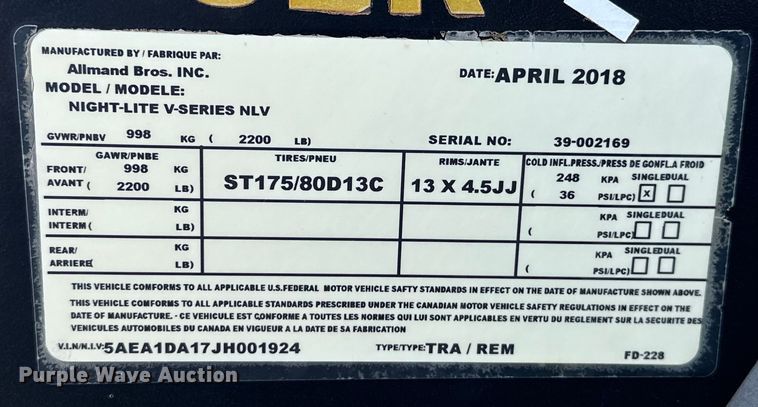 MANUFACTURED BY / FABRIQUE PAR:
Allmand Bros. INC. DATE: APRIL 2018
MODEL / MODELE:
NIGHT-LITE V-SERIES NLV
GVWR/PNBV 998 KG ( 2200 LB) SERIAL NO: 39-002169
GAWR/PNBE TIRES/PNEU RIMS/JANTE COLD INFL.PRESS./PRESS DE GONFL.A FROID
FRONT/ 998 KG ST175/80D13C 13 X 4.5JJ 248 KPA SINGLE DUAL
AVANT ( 2200 LB) ( 36 PSI/LPC) X
INTERM/ KG KPA SINGLE DUAL
INTERM ( LB) ( PSI/LPC)
REAR/ KG KPA SINGLE DUAL
ARRIERE( LB) ( PSI/LPC)
THIS VEHICLE COMFORMS TO ALL APPLICABLE U.S.FEDERAL MOTOR VEHICLE SAFTY STANDARDS IN EFFECT ON THE DATE OF MANUFACTURE SHOWN ABOVE.
THIS VEHICLE COMFORMS TO ALL APPLICABLE STANDARDS PRESCRIBED UNDER THE CANADIAN MOTOR VEHICLE SAFETY REGULATIONS IN EFFECT ON THE
DATE OF MANUFACTURE. - CE VEHICULE EST CONFORME A TOUTES LES NORMES QUI LUI SONT APPLICABLES EN VERTU DU REGLEMENT SUR LA SECURITE DES
VENICULES AUTOMOBILES DU CANADA EN VIGUEUR A LA DATE DE SA FABRICATION
V.I.N/N.I.V: 5AEA1DA17JH001924 TYPE/TYPE: TRA / REM FD-228
Purple Wave Auction